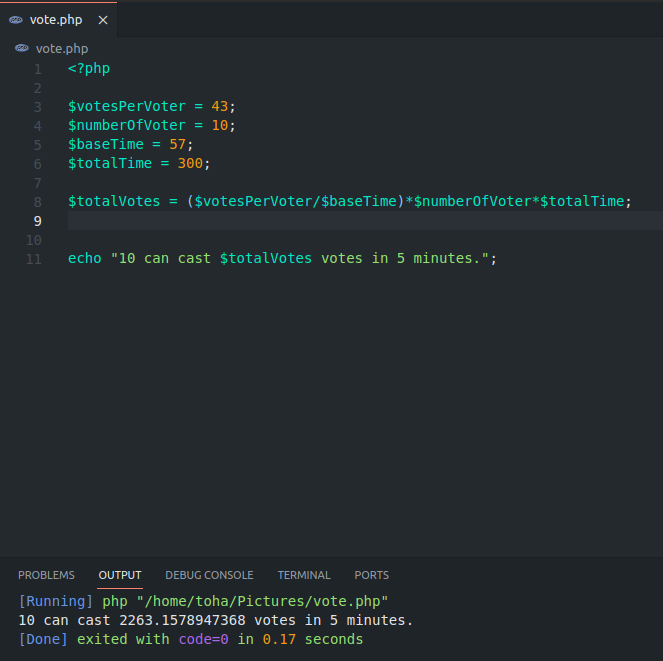 vote.php
vote.php
1 <?php
2
3 $votesPerVoter = 43;
4 $numberOfVoter = 10;
5 $baseTime = 57;
6 $totalTime = 300;
7
8 $totalVotes = ($votesPerVoter/$baseTime)*$numberOfVoter*$totalTime;
9
10
11 echo "10 can cast $totalVotes votes in 5 minutes.";
PROBLEMS OUTPUT DEBUG CONSOLE TERMINAL PORTS
[Running] php "/home/toha/Pictures/vote.php"
10 can cast 2263.1578947368 votes in 5 minutes.
[Done] exited with code=0 in 0.17 seconds